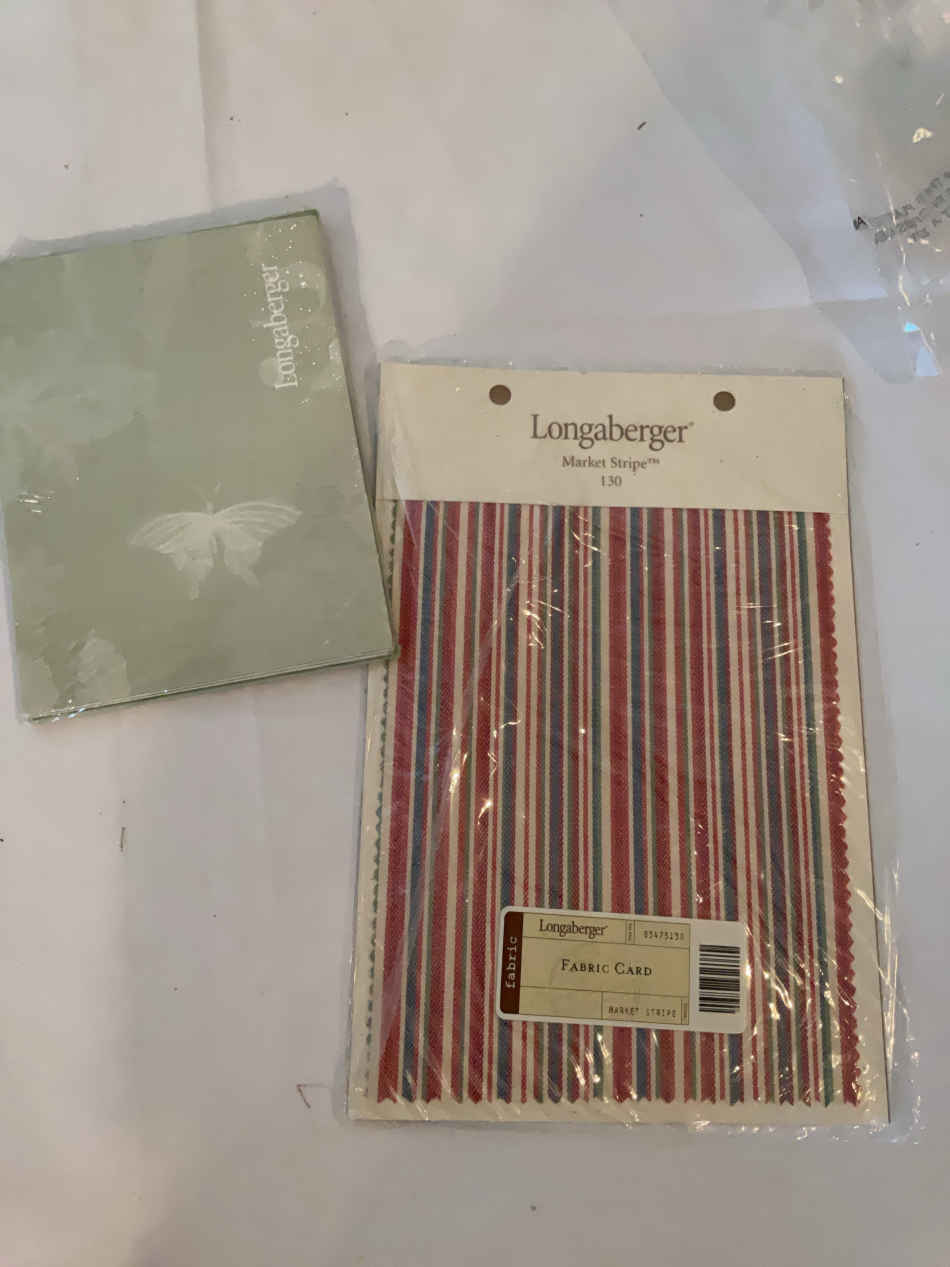 Longaberger
Longaberger®
Market Stripe™
130
fabric
Longaberger®
FABRIC CARD
MARKET STRIPE